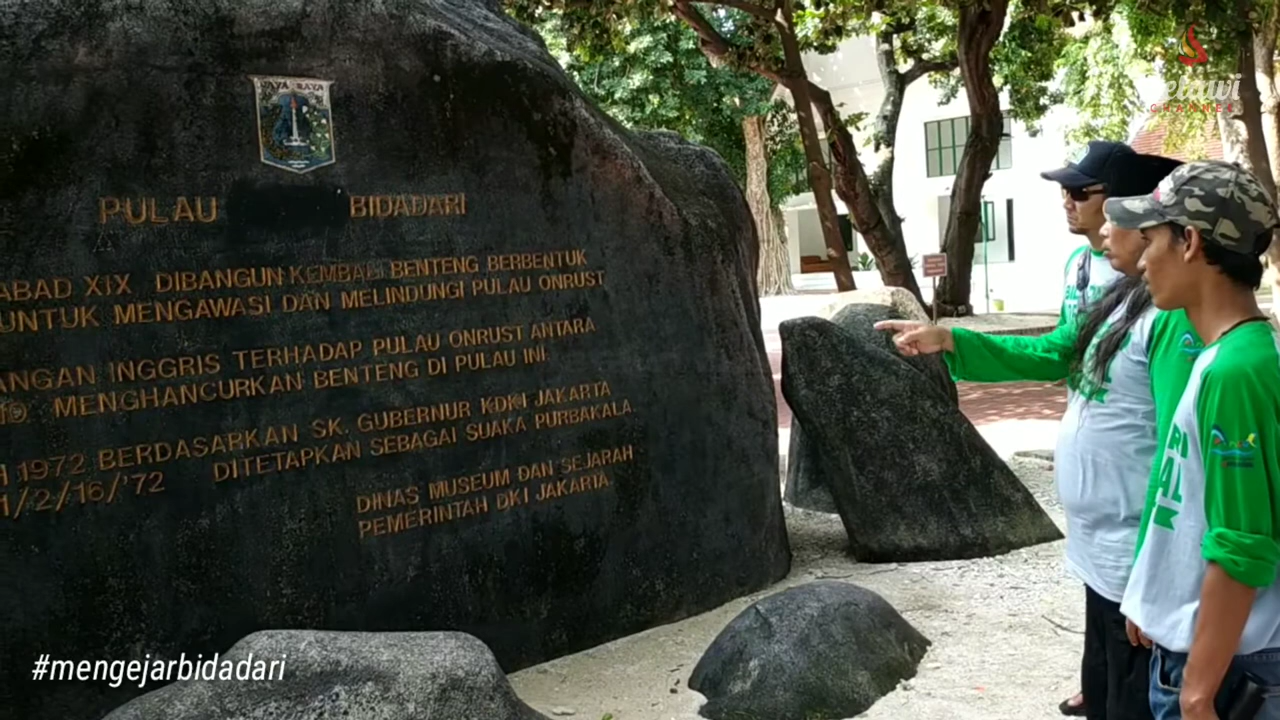 JAYA RAYA
PULAU BIDADARI
ABAD XIX DIBANGUN KEMBALI BENTENG BERBENTUK
UNTUK MENGAWASI DAN MELINDUNGI PULAU ONRUST
ANGAN INGGRIS TERHADAP PULAU ONRUST ANTARA
MENGHANCURKAN BENTENG DI PULAU INI.
1972 BERDASARKAN SK. GUBERNUR KDKI JAKARTA
1/2/16/'72 DITETAPKAN SEBAGAI SUAKA PURBAKALA.
DINAS MUSEUM DAN SEJARAH
PEMERINTAH DKI JAKARTA.
CHANNEL
#mengejarbidadari